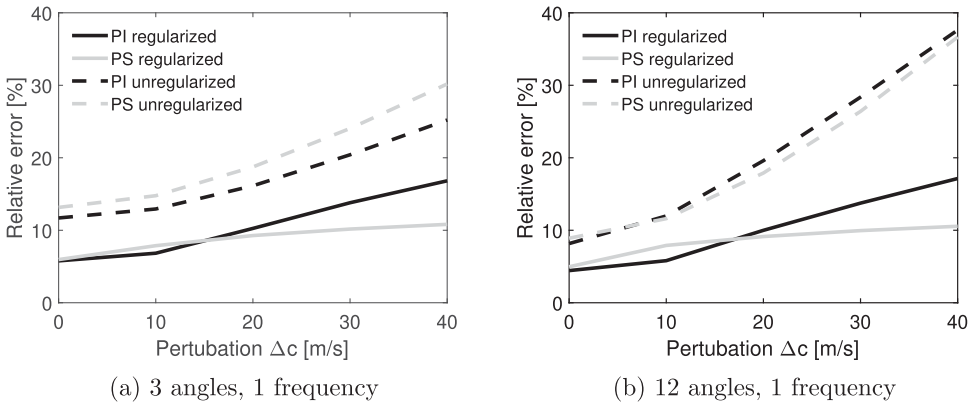 40
30
20
10
0
0 10 20 30 40
Relative error [%]
Pertubation Δc [m/s]
PI regularized
PS regularized
PI unregularized
PS unregularized
(a) 3 angles, 1 frequency
40
30
20
10
0
0 10 20 30 40
Relative error [%]
Pertubation Δc [m/s]
PI regularized
PS regularized
PI unregularized
PS unregularized
(b) 12 angles, 1 frequency